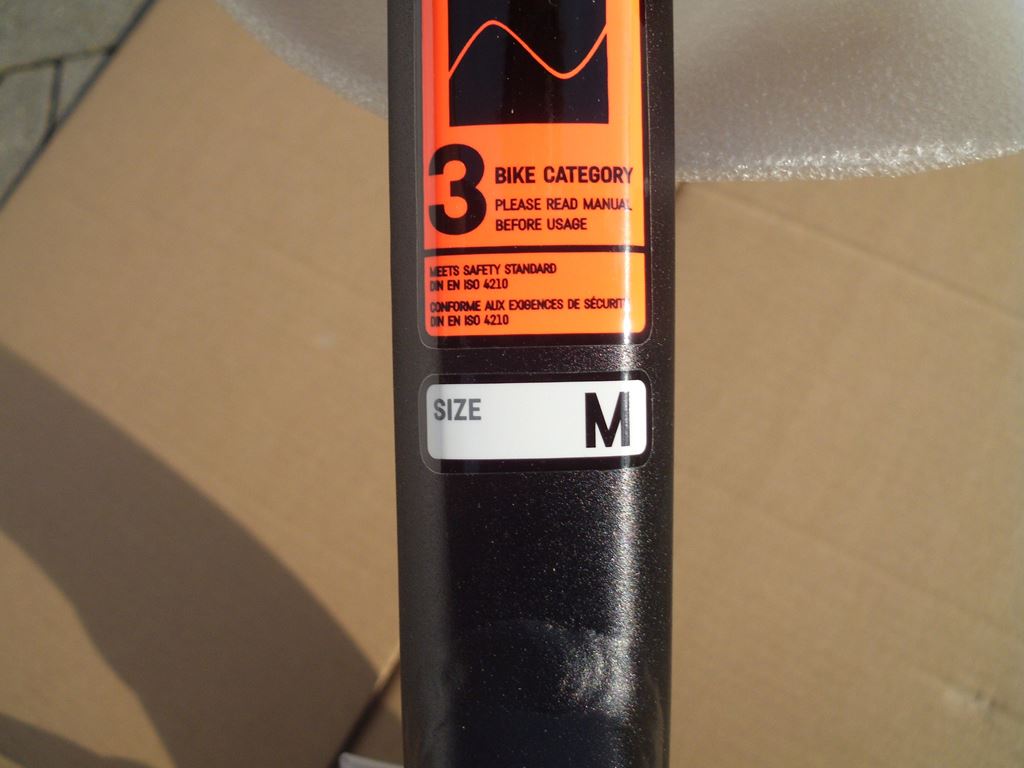 3 BIKE CATEGORY
PLEASE READ MANUAL
BEFORE USAGE
MEETS SAFETY STANDARD
DIN EN ISO 4210
CONFORME AUX EXIGENCES DE SÉCURITÉ
DIN EN ISO 4210
SIZE M